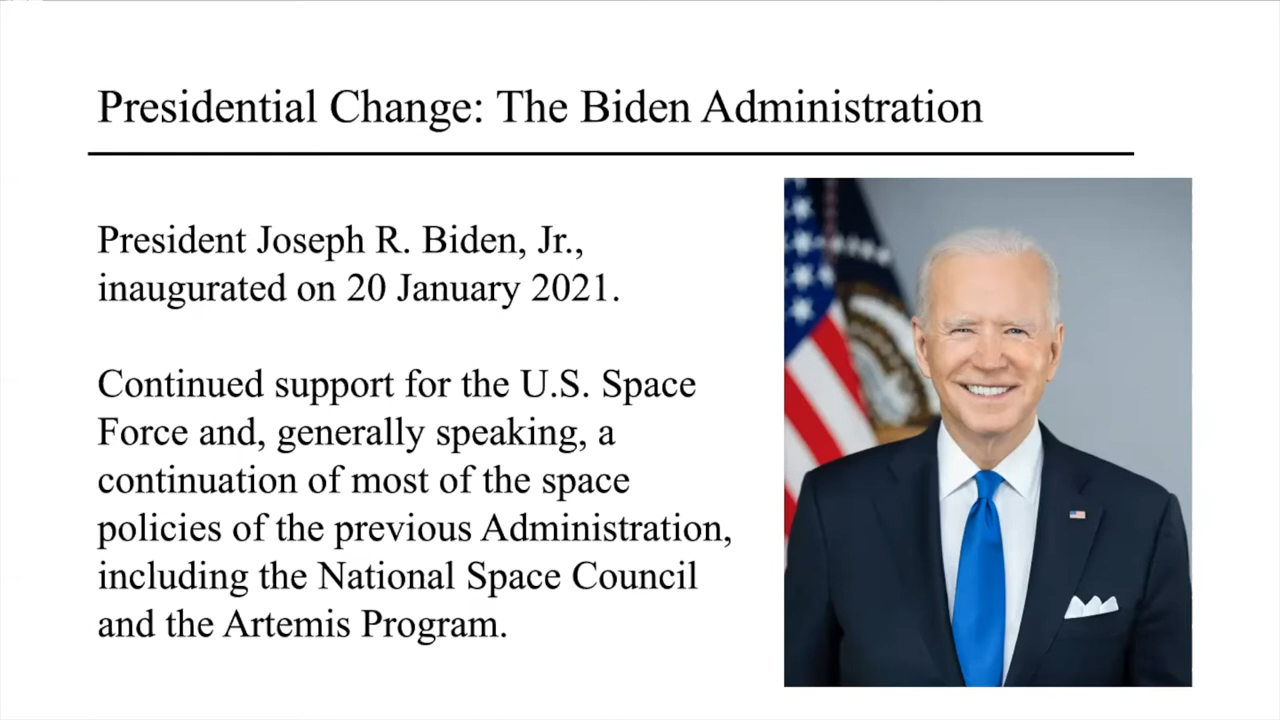 Presidential Change: The Biden Administration
President Joseph R. Biden, Jr.,
inaugurated on 20 January 2021.
Continued support for the U.S. Space
Force and, generally speaking, a
continuation of most of the space
policies of the previous Administration,
including the National Space Council
and the Artemis Program.